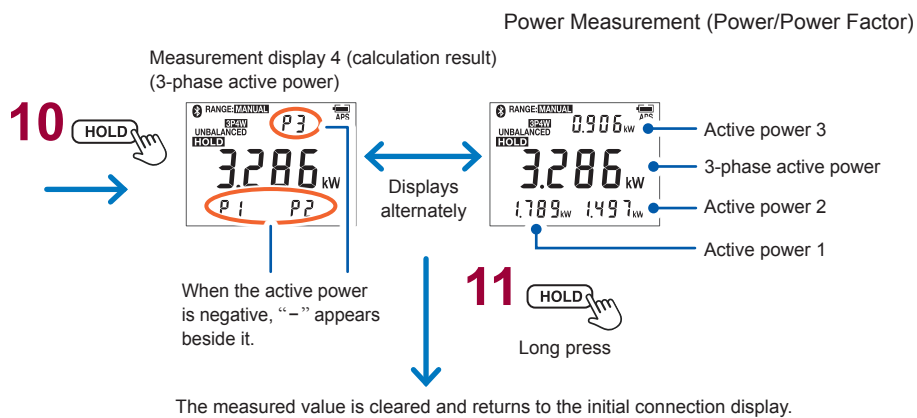 Power Measurement (Power/Power Factor)
Measurement display 4 (calculation result)
(3-phase active power)
10 HOLD
RANGE:MANUAL
APS
3P4W
UNBALANCED
P3
HOLD
3.286 kW
P1 P2
Displays
alternately
RANGE:MANUAL
APS
3P4W
UNBALANCED
0.906 kW
HOLD
3.286 kW
1.789 kW 1.497 kW
Active power 3
3-phase active power
Active power 2
Active power 1
When the active power
is negative, “−” appears
beside it.
11 HOLD
Long press
The measured value is cleared and returns to the initial connection display.